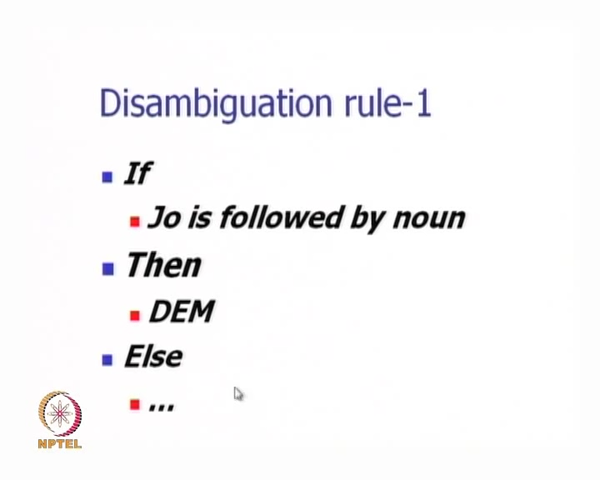 Disambiguation rule-1
If
Jo is followed by noun
Then
DEM
Else
...
NPTEL